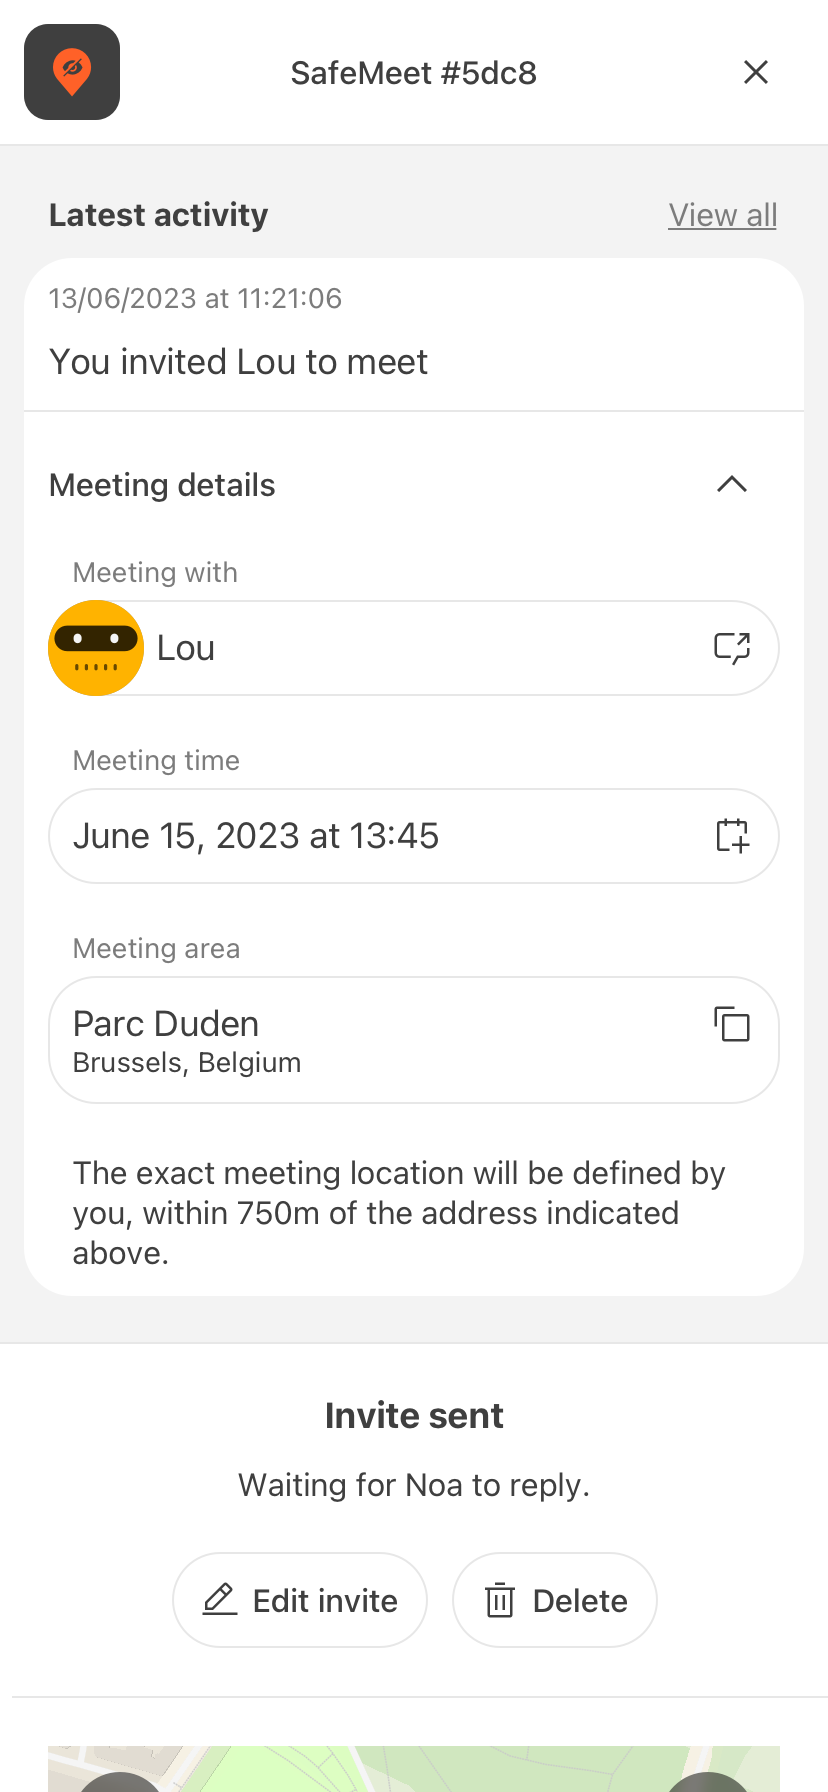 SafeMeet #5dc8
Latest activity
View all
13/06/2023 at 11:21:06
You invited Lou to meet
Meeting details
Meeting with
Lou
Meeting time
June 15, 2023 at 13:45
Meeting area
Parc Duden
Brussels, Belgium
The exact meeting location will be defined by
you, within 750m of the address indicated
above.
Invite sent
Waiting for Noa to reply.
Edit invite
Delete